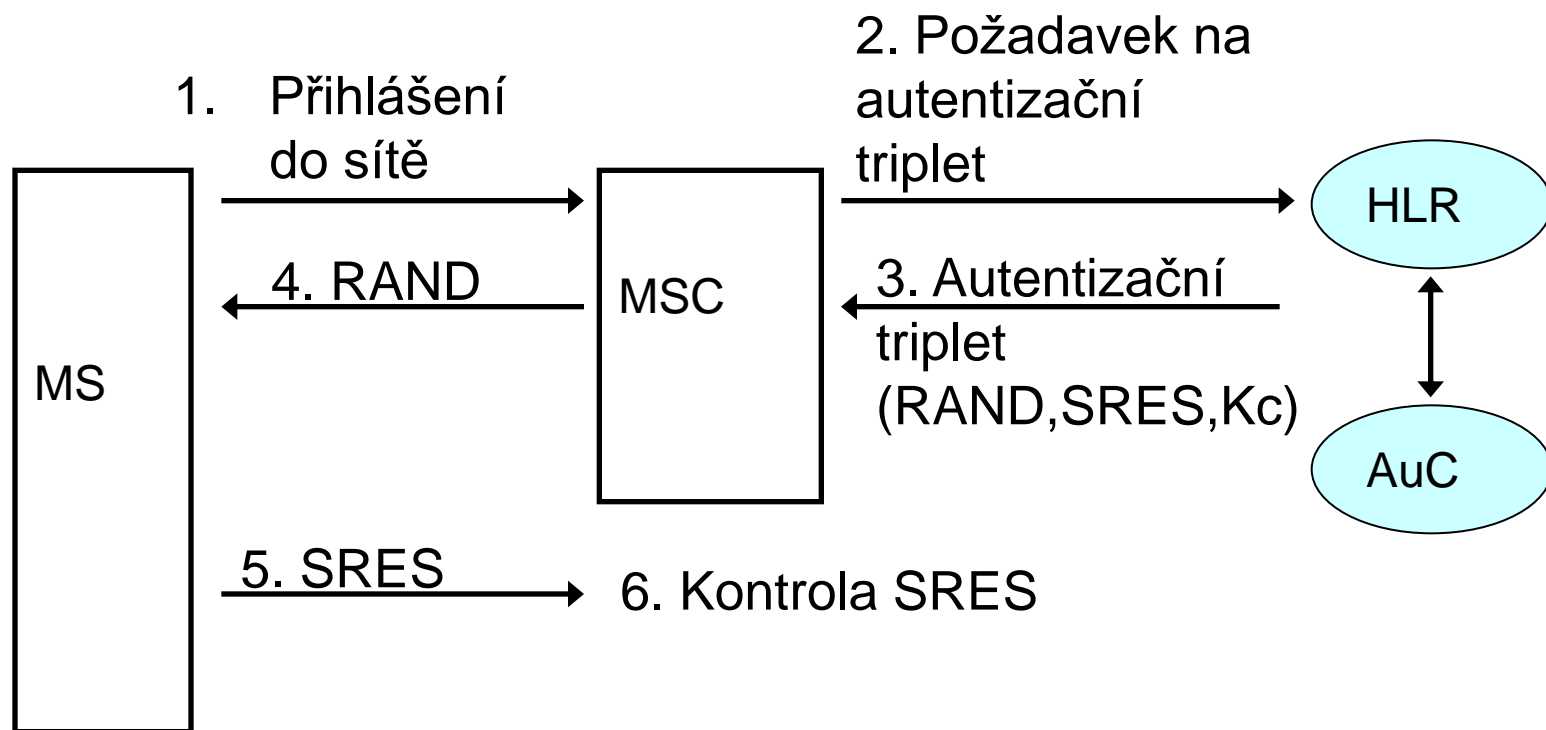 1. Přihlášení
do sítě
2. Požadavek na
autentizační
triplet
HLR
4. RAND
MSC
3. Autentizační
triplet
(RAND,SRES,Kc)
MS
AuC
5. SRES
6. Kontrola SRES